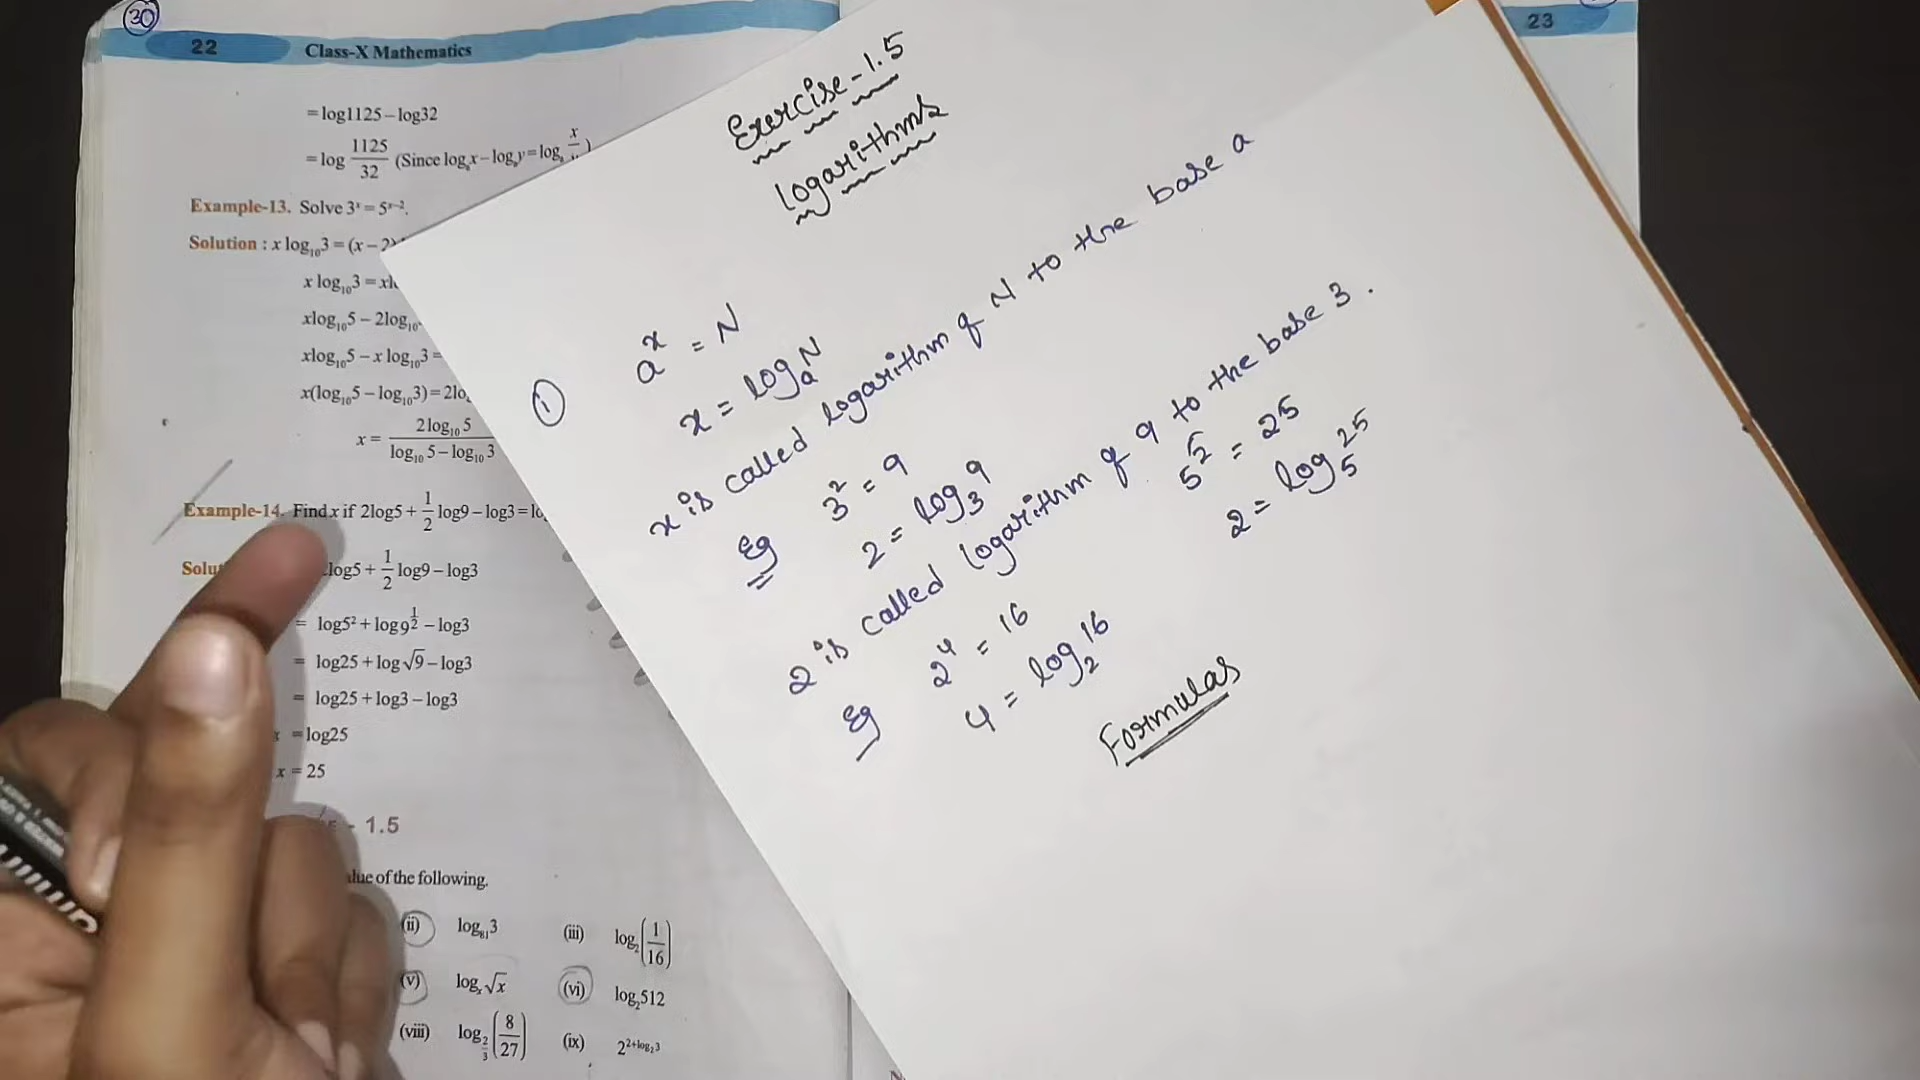 30
22 Class-X Mathematics
= log1125 – log32
= log 1125/32 (Since logₐx – logₐy = logₐ x
Example-13. Solve 3ˣ = 5ˣ⁻².
Solution : x log₁₀3 = (x – 2)
x log₁₀3 =
xlog₁₀5 – 2log₁₀
xlog₁₀5 – x log₁₀3 =
x(log₁₀5 – log₁₀3) =
x = 2log₁₀5 / log₁₀5 – log₁₀3
Example-14. Find x if 2log5 + 1/2 log9 – log3 =
log5 + 1/2 log9 – log3
= log5² + log9^(1/2) – log3
= log25 + log√9 – log3
= log25 + log3 – log3
= log25
x = 25
- 1.5
of the following.
(ii) log₈₁3 (iii) log₂(1/16)
(v) logₓ√x (vi) log₂512
(viii) log_(2/3)(8/27) (ix) 2^(2+log₂3)
23
Exercise-1.5
logarithms
① aˣ = N
x = logₐN
x is called logarithm of N to the base a
Eg 3² = 9
2 = log₃9
2 is called logarithm of 9 to the base 3.
5² = 25
2 = log₅25
Eg 2⁴ = 16
4 = log₂16
Formulas